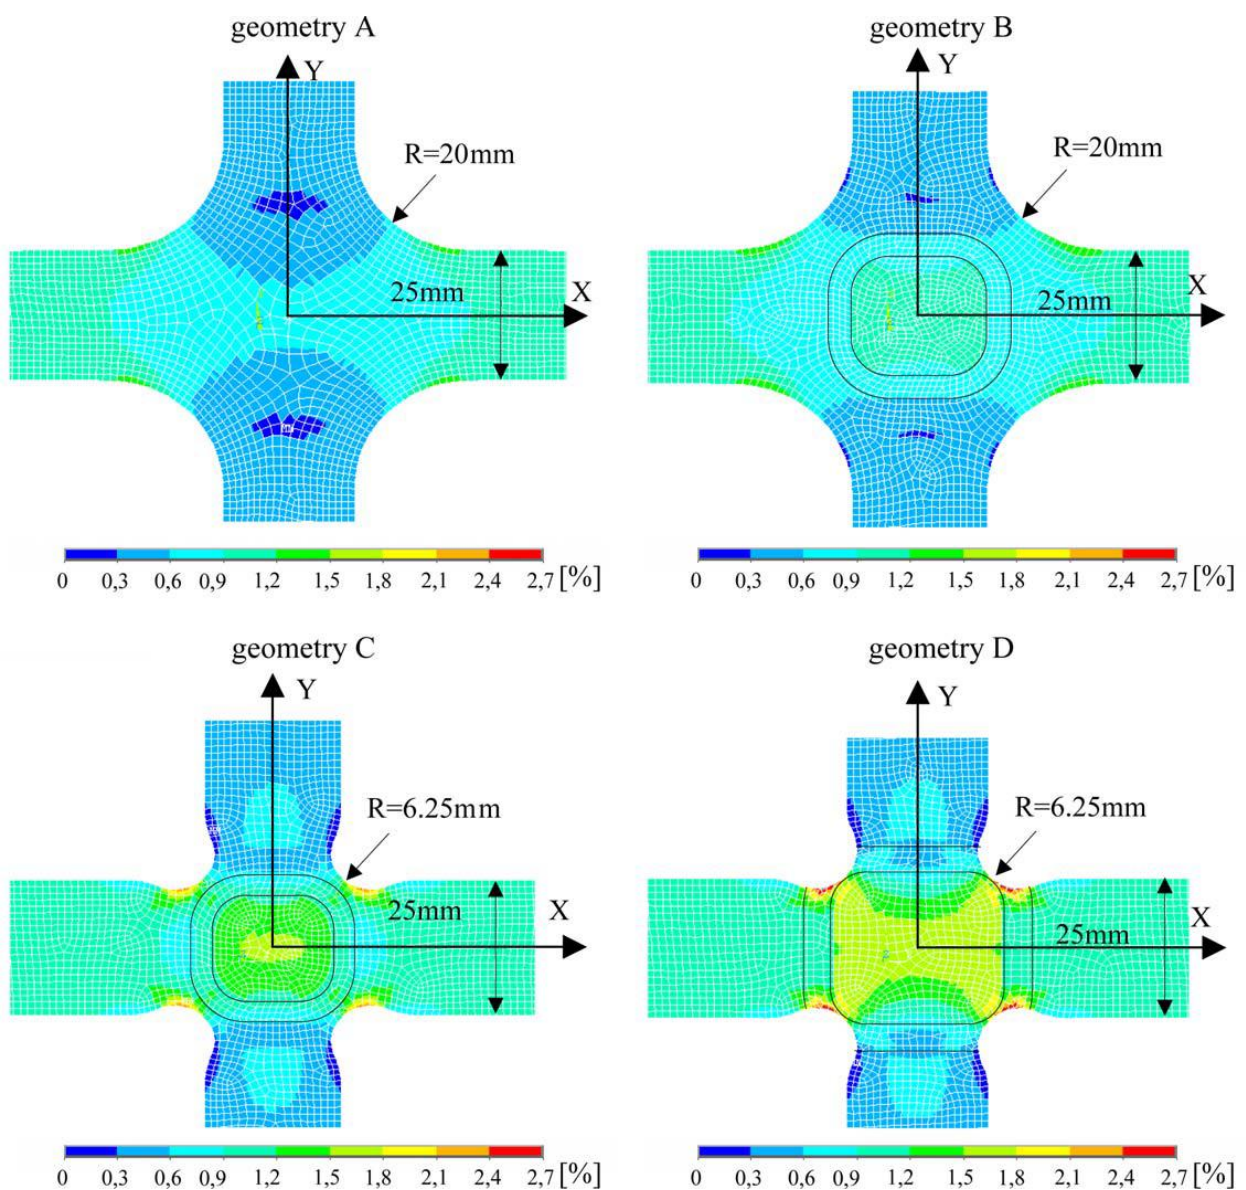 geometry A
geometry B
Y
Y
R=20mm
R=20mm
25mm
X
25mm
X
0 0,3 0,6 0,9 1,2 1,5 1,8 2,1 2,4 2,7 [%]
0 0,3 0,6 0,9 1,2 1,5 1,8 2,1 2,4 2,7 [%]
geometry C
geometry D
Y
Y
R=6.25mm
R=6.25mm
25mm
X
25mm
X
0 0,3 0,6 0,9 1,2 1,5 1,8 2,1 2,4 2,7 [%]
0 0,3 0,6 0,9 1,2 1,5 1,8 2,1 2,4 2,7 [%]